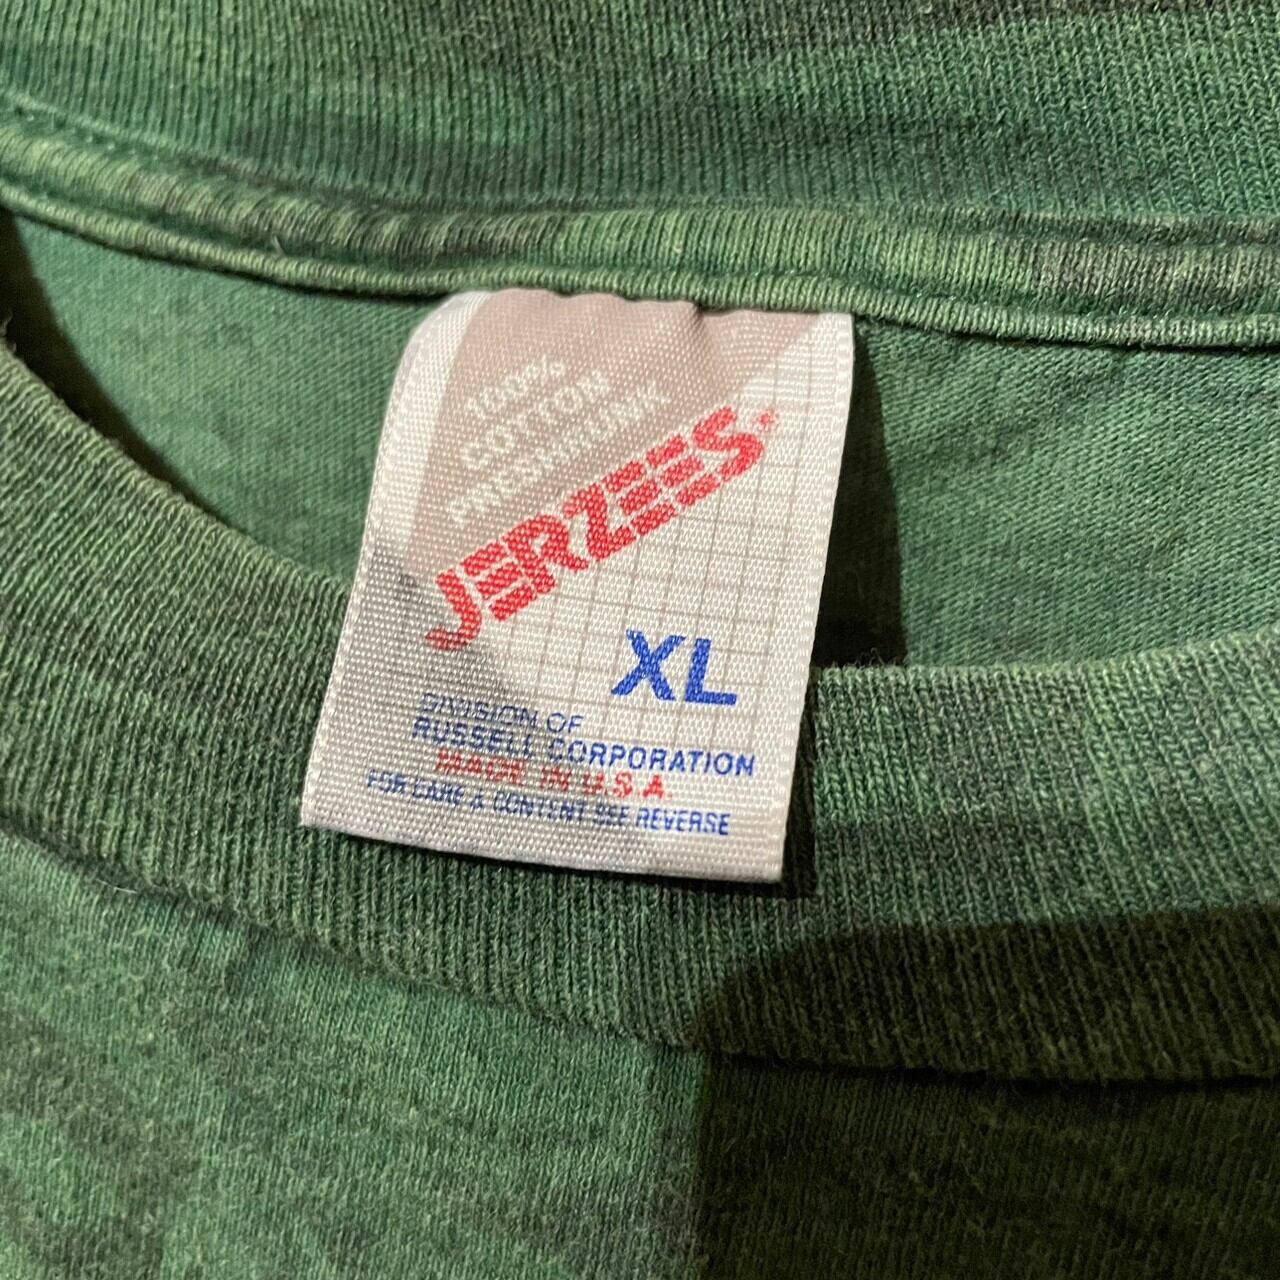 100%
COTTON
PRESHRUNK
JERZEES®
XL
DIVISION OF
RUSSELL CORPORATION
MADE IN U.S.A.
FOR CARE & CONTENT SEE REVERSE